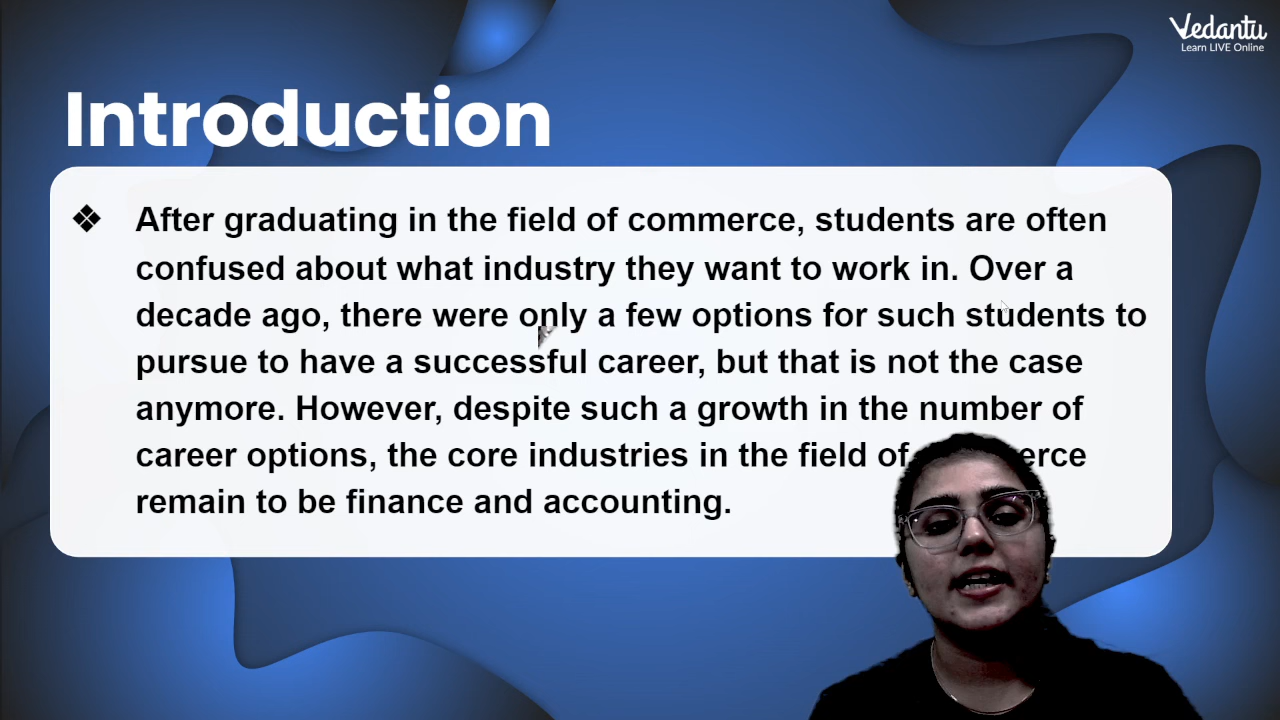 Vedantu
Learn LIVE Online
Introduction
❖ After graduating in the field of commerce, students are often
confused about what industry they want to work in. Over a
decade ago, there were only a few options for such students to
pursue to have a successful career, but that is not the case
anymore. However, despite such a growth in the number of
career options, the core industries in the field of
remain to be finance and accounting.